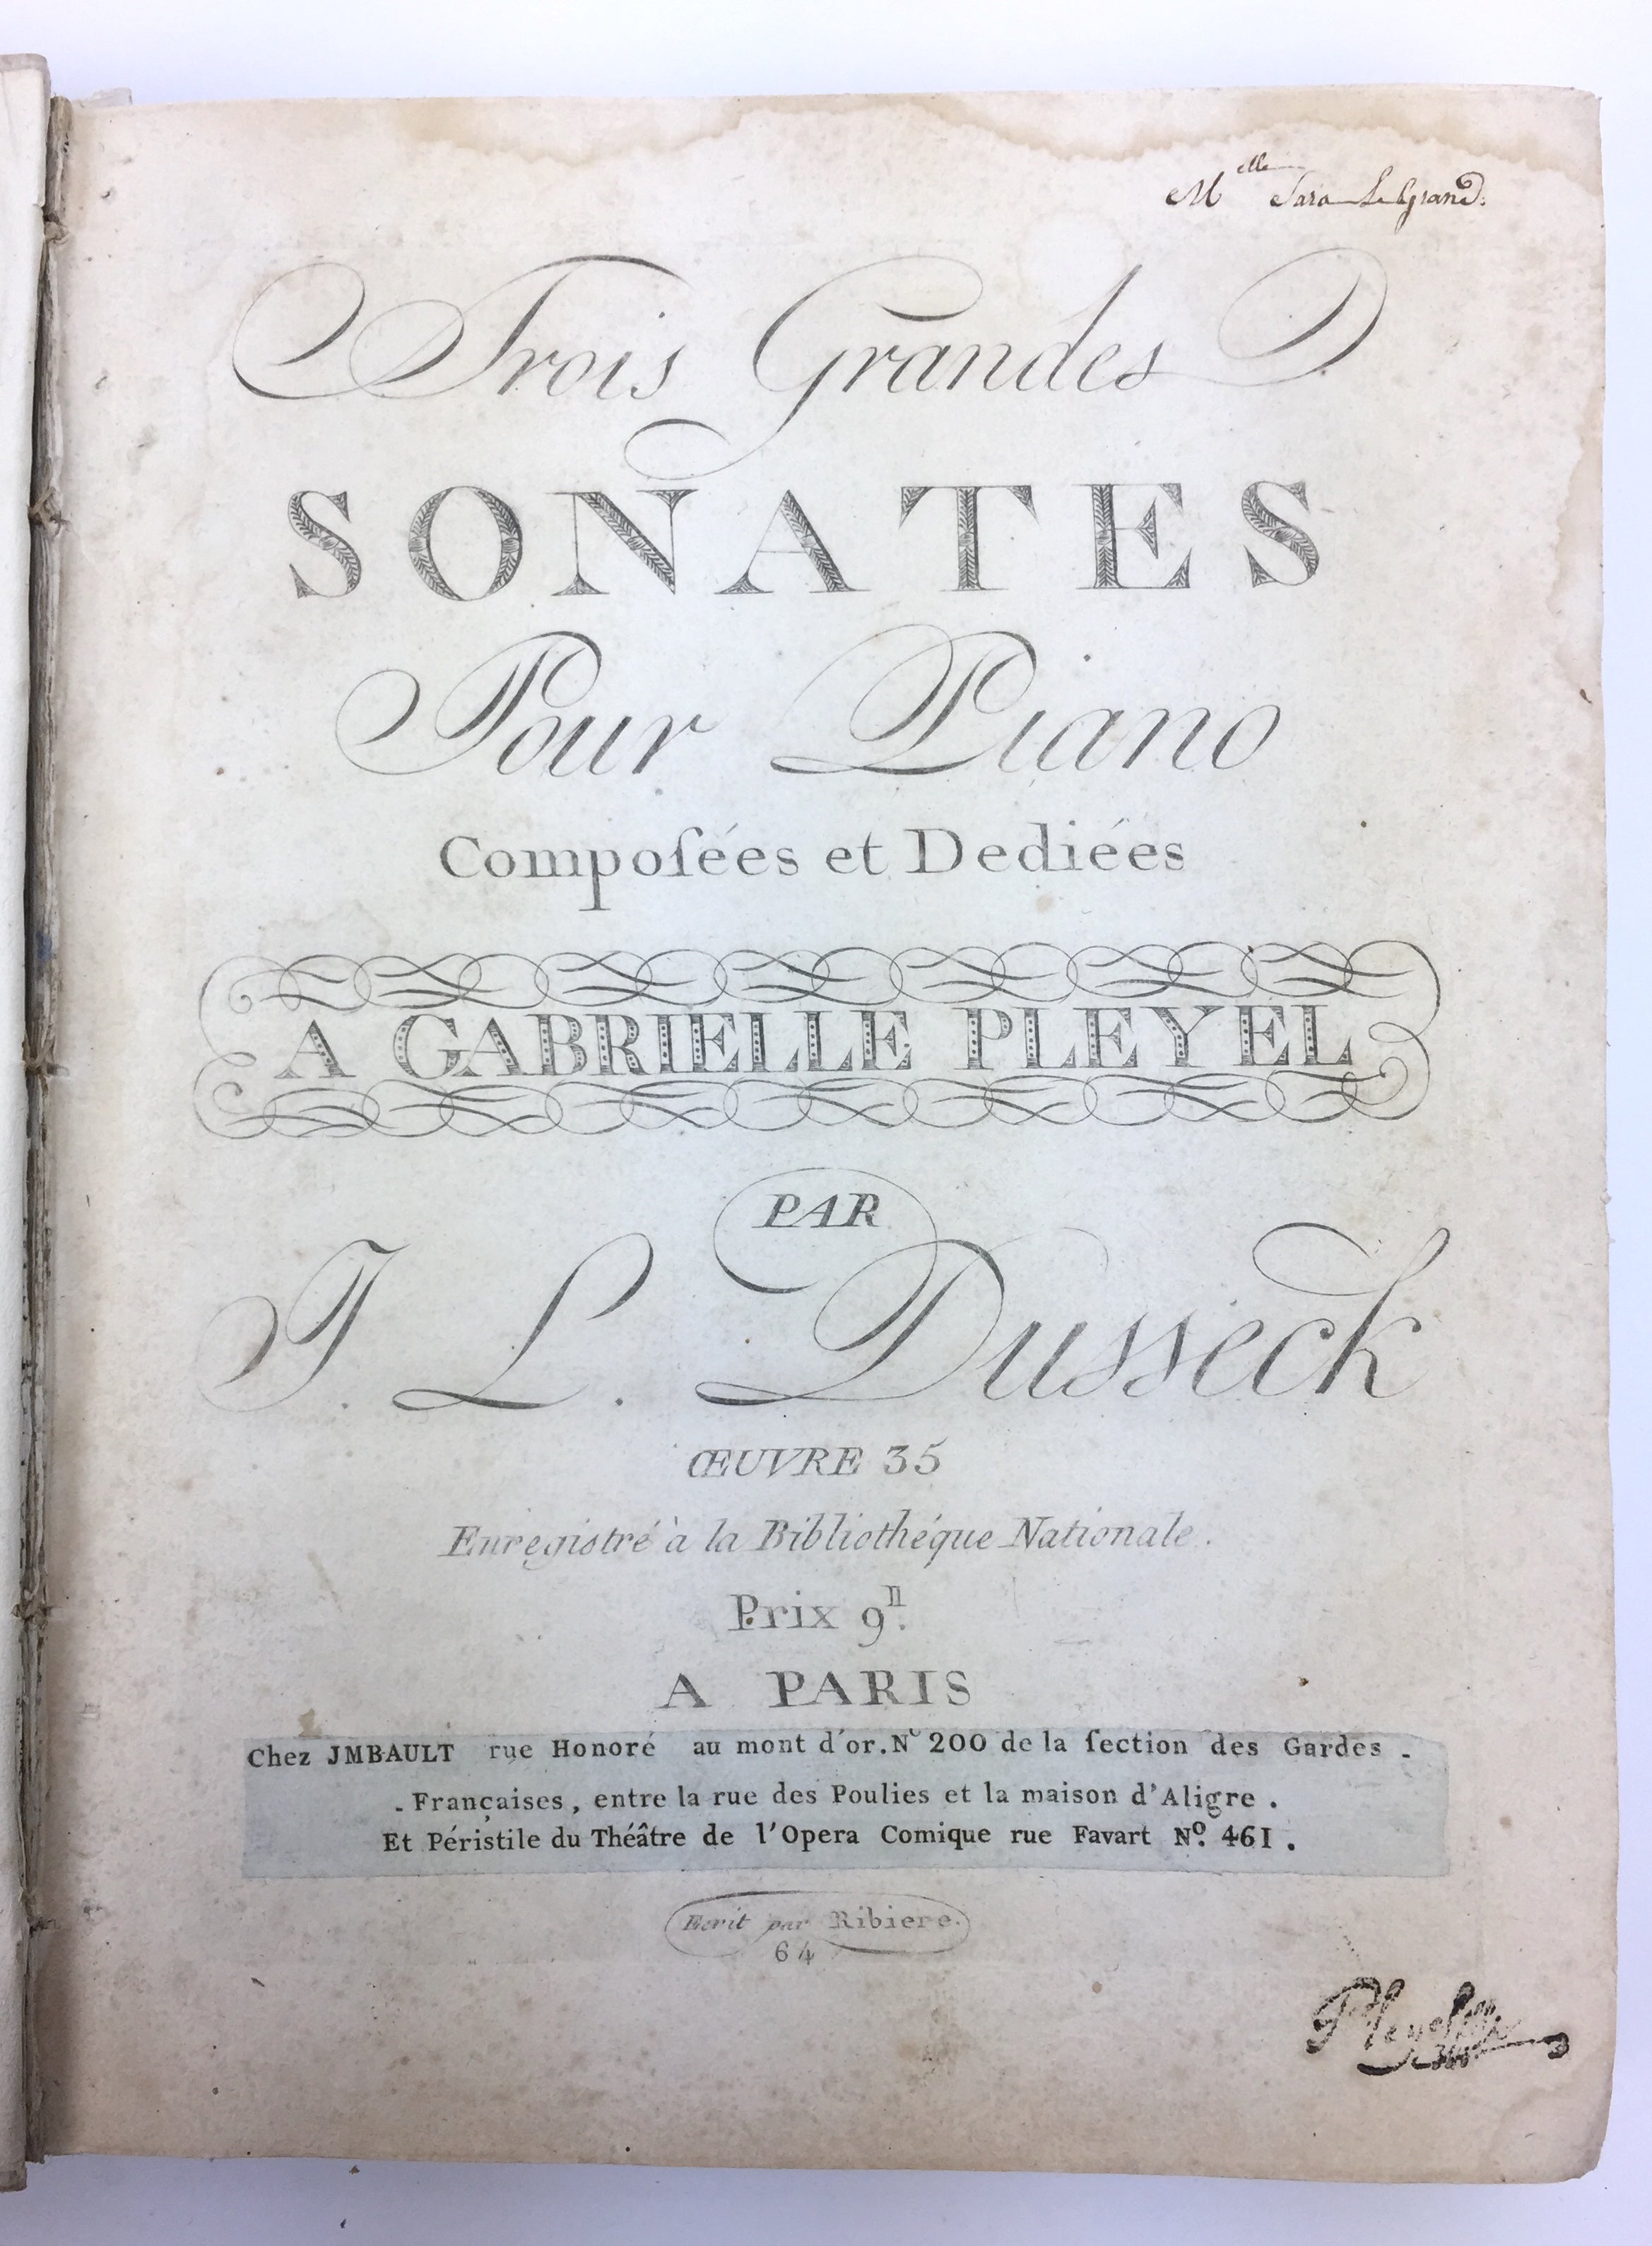 M^elle Sara Le Grand.
Trois Grandes
SONATES
Pour Piano
Compoſées et Dediées
A GABRIELLE PLEYEL
PAR
J. L. Dusseck
ŒUVRE 35
Enregistré à la Bibliothéque Nationale.
Prix 9^lt.
A PARIS
Chez JMBAULT rue Honoré au mont d'or. N° 200 de la ſection des Gardes -
- Françaises, entre la rue des Poulies et la maison d'Aligre.
Et Péristile du Théâtre de l'Opera Comique rue Favart Nº. 461.
Ecrit par Ribiere.
64
Pleyel